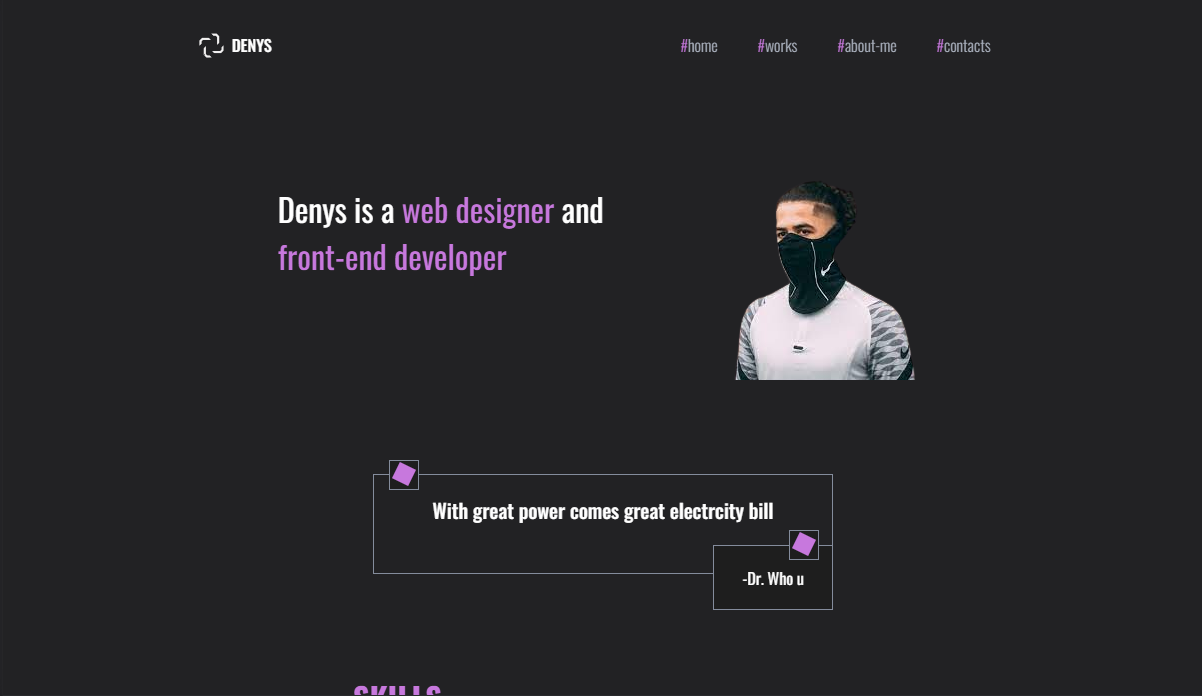 DENYS
#home #works #about-me #contacts
Denys is a web designer and
front-end developer
With great power comes great electrcity bill
-Dr. Who u
SKILLS